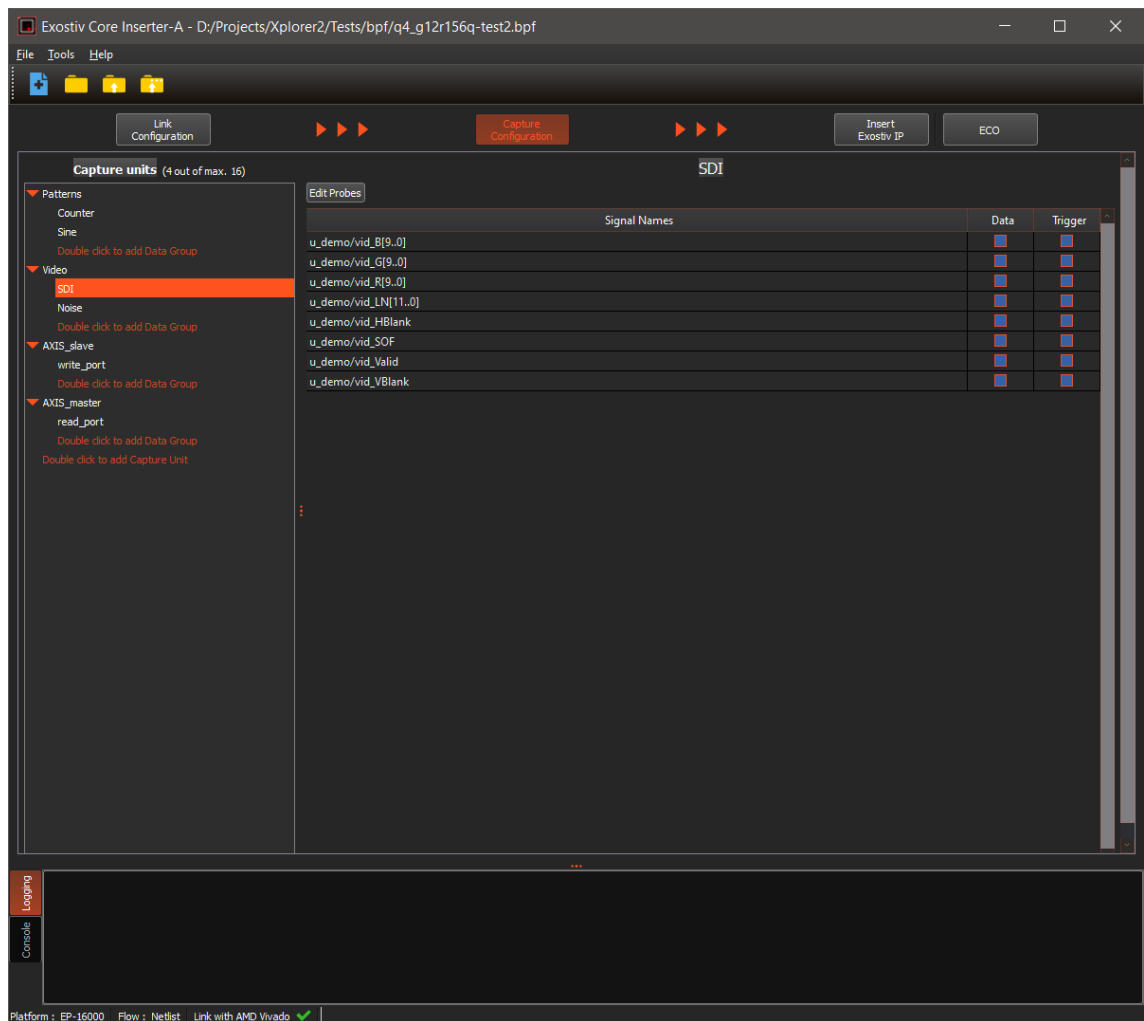 Exostiv Core Inserter-A - D:/Projects/Xplorer2/Tests/bpf/q4_g12r156q-test2.bpf
File Tools Help
Link
Configuration
Capture
Configuration
Insert
Exostiv IP
ECO
Capture units (4 out of max. 16)
Patterns
Counter
Sine
Double click to add Data Group
Video
SDI
Noise
Double click to add Data Group
AXIS_slave
write_port
Double click to add Data Group
AXIS_master
read_port
Double click to add Data Group
Double click to add Capture Unit
SDI
Edit Probes
Signal Names Data Trigger
u_demo/vid_B[9..0]
u_demo/vid_G[9..0]
u_demo/vid_R[9..0]
u_demo/vid_LN[11..0]
u_demo/vid_HBlank
u_demo/vid_SOF
u_demo/vid_Valid
u_demo/vid_VBlank
Logging
Console
Platform : EP-16000 Flow : Netlist Link with AMD Vivado